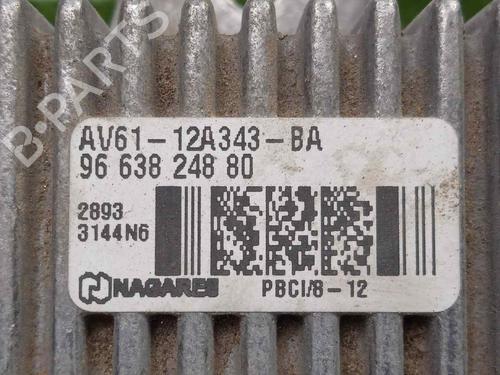 B-PARTS
AV61-12A343-BA
96 638 248 80
2893
3144N6
NAGARES
PBCI/8-12